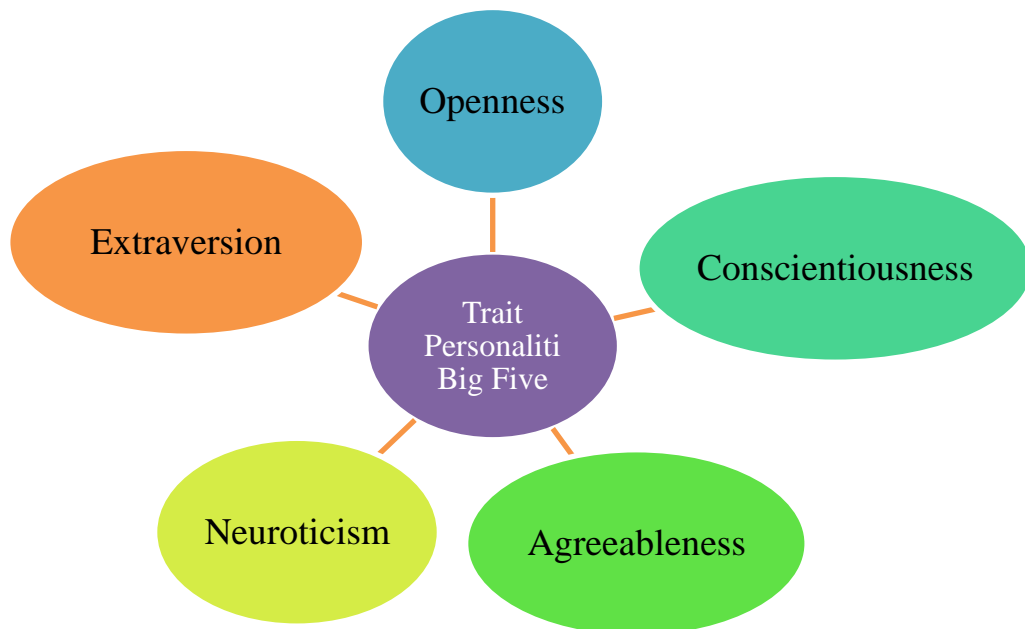 Openness
Extraversion
Conscientiousness
Trait
Personaliti
Big Five
Neuroticism
Agreeableness